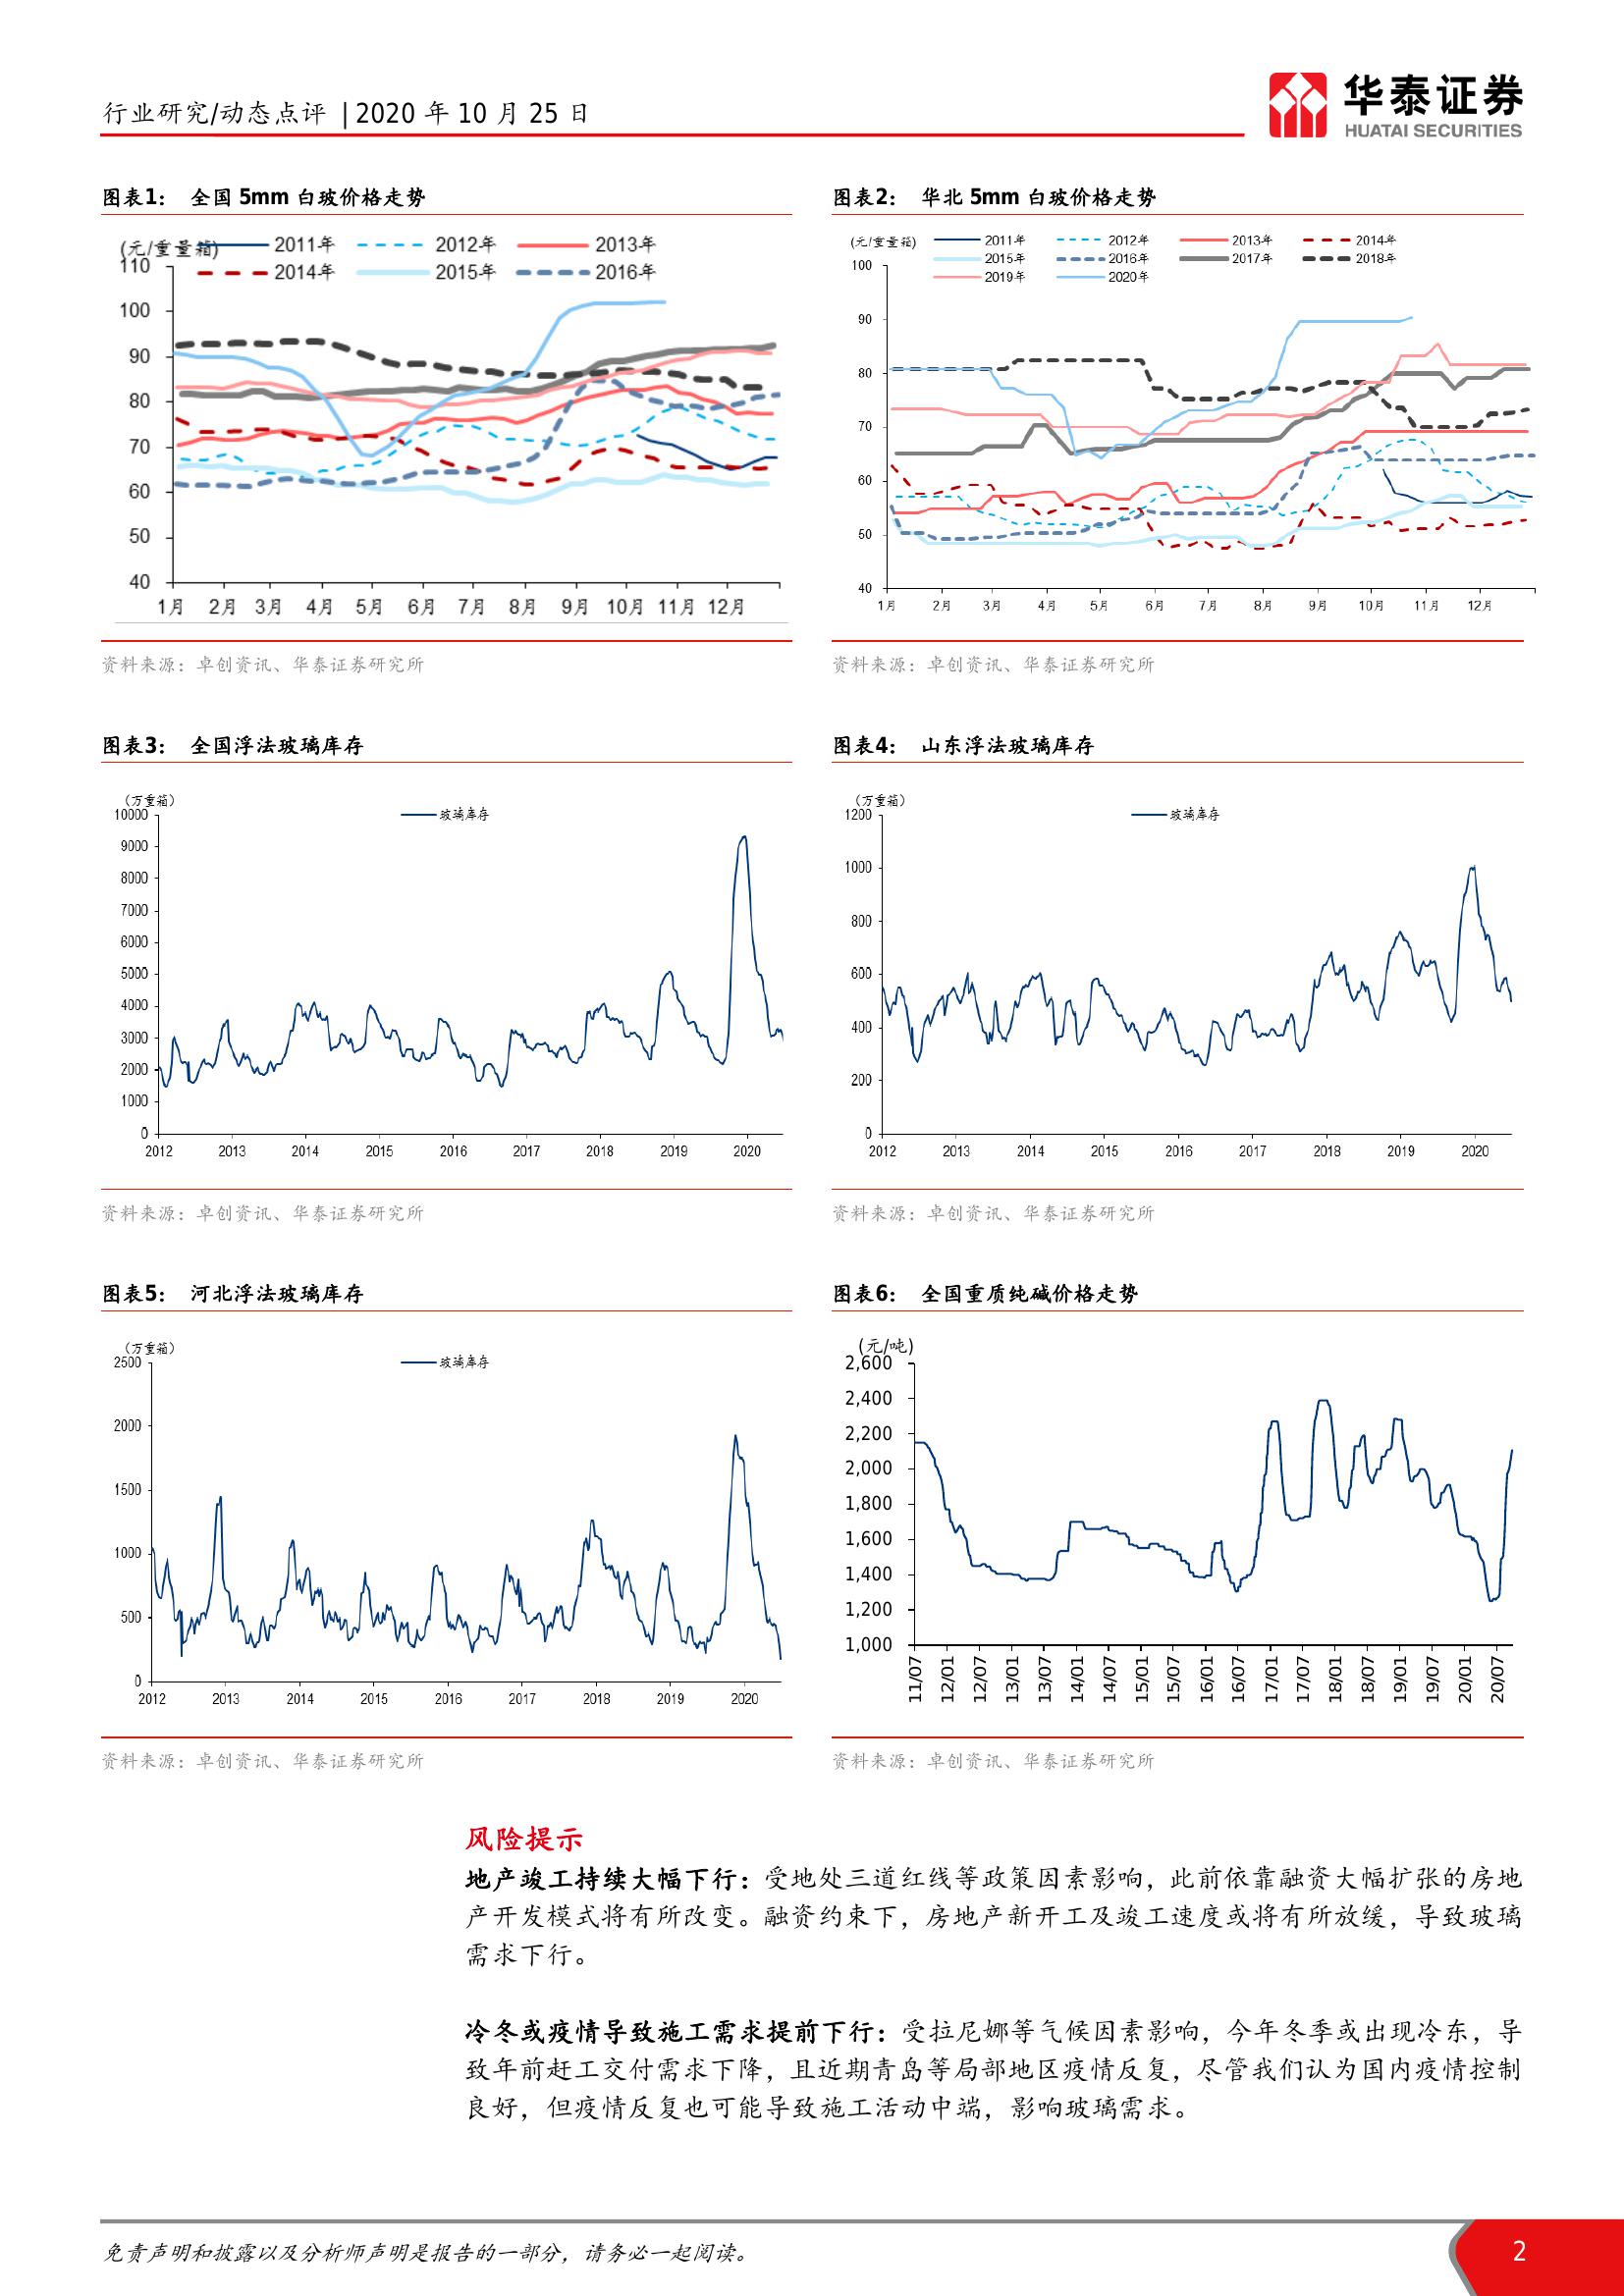 行业研究/动态点评 | 2020 年 10 月 25 日
华泰证券
HUATAI SECURITIES
图表1： 全国 5mm 白玻价格走势
(元/重量箱)
2011年 2012年 2013年
2014年 2015年 2016年
110
100
90
80
70
60
50
40
1月 2月 3月 4月 5月 6月 7月 8月 9月 10月 11月 12月
资料来源：卓创资讯、华泰证券研究所
图表2： 华北 5mm 白玻价格走势
(元/重量箱)
2011年 2012年 2013年 2014年
2015年 2016年 2017年 2018年
2019年 2020年
100
90
80
70
60
50
40
1月 2月 3月 4月 5月 6月 7月 8月 9月 10月 11月 12月
资料来源：卓创资讯、华泰证券研究所
图表3： 全国浮法玻璃库存
（万重箱）
玻璃库存
10000
9000
8000
7000
6000
5000
4000
3000
2000
1000
0
2012 2013 2014 2015 2016 2017 2018 2019 2020
资料来源：卓创资讯、华泰证券研究所
图表4： 山东浮法玻璃库存
（万重箱）
玻璃库存
1200
1000
800
600
400
200
0
2012 2013 2014 2015 2016 2017 2018 2019 2020
资料来源：卓创资讯、华泰证券研究所
图表5： 河北浮法玻璃库存
（万重箱）
玻璃库存
2500
2000
1500
1000
500
0
2012 2013 2014 2015 2016 2017 2018 2019 2020
资料来源：卓创资讯、华泰证券研究所
图表6： 全国重质纯碱价格走势
(元/吨)
2,600
2,400
2,200
2,000
1,800
1,600
1,400
1,200
1,000
11/07 12/01 12/07 13/01 13/07 14/01 14/07 15/01 15/07 16/01 16/07 17/01 17/07 18/01 18/07 19/01 19/07 20/01 20/07
资料来源：卓创资讯、华泰证券研究所
风险提示
地产竣工持续大幅下行：受地处三道红线等政策因素影响，此前依靠融资大幅扩张的房地
产开发模式将有所改变。融资约束下，房地产新开工及竣工速度或将有所放缓，导致玻璃
需求下行。
冷冬或疫情导致施工需求提前下行：受拉尼娜等气候因素影响，今年冬季或出现冷东，导
致年前赶工交付需求下降，且近期青岛等局部地区疫情反复，尽管我们认为国内疫情控制
良好，但疫情反复也可能导致施工活动中端，影响玻璃需求。
免责声明和披露以及分析师声明是报告的一部分，请务必一起阅读。
2